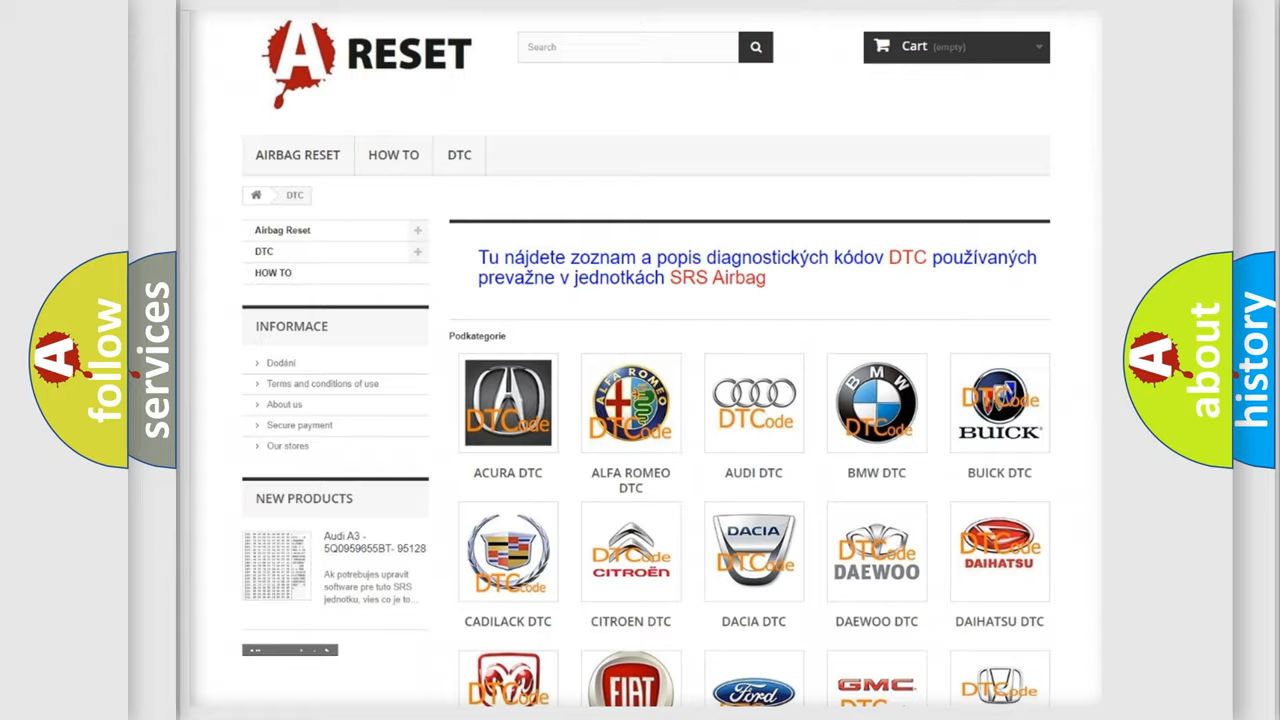 A RESET
Search
Cart (empty)
AIRBAG RESET
HOW TO
DTC
DTC
Airbag Reset
DTC
HOW TO
Tu nájdete zoznam a popis diagnostických kódov DTC používaných
prevažne v jednotkách SRS Airbag
INFORMACE
Dodání
Terms and conditions of use
About us
Secure payment
Our stores
Podkategorie
DTCode
ALFA ROMEO
DTCode
DTCode
BMW
DTCode
DTCode
BUICK
ACURA DTC
ALFA ROMEO
DTC
AUDI DTC
BMW DTC
BUICK DTC
NEW PRODUCTS
Audi A3 -
5Q0959655BT- 95128
Ak potrebujes upravit
software pre tuto SRS
jednotku, vies co je to...
DTCode
DTCode
CITROËN
DACIA
DTCode
DTCode
DAEWOO
DTCode
DAIHATSU
CADILACK DTC
CITROEN DTC
DACIA DTC
DAEWOO DTC
DAIHATSU DTC
DTCode
FIAT
Ford
GMC
DTCode
A follow
services
A about
history